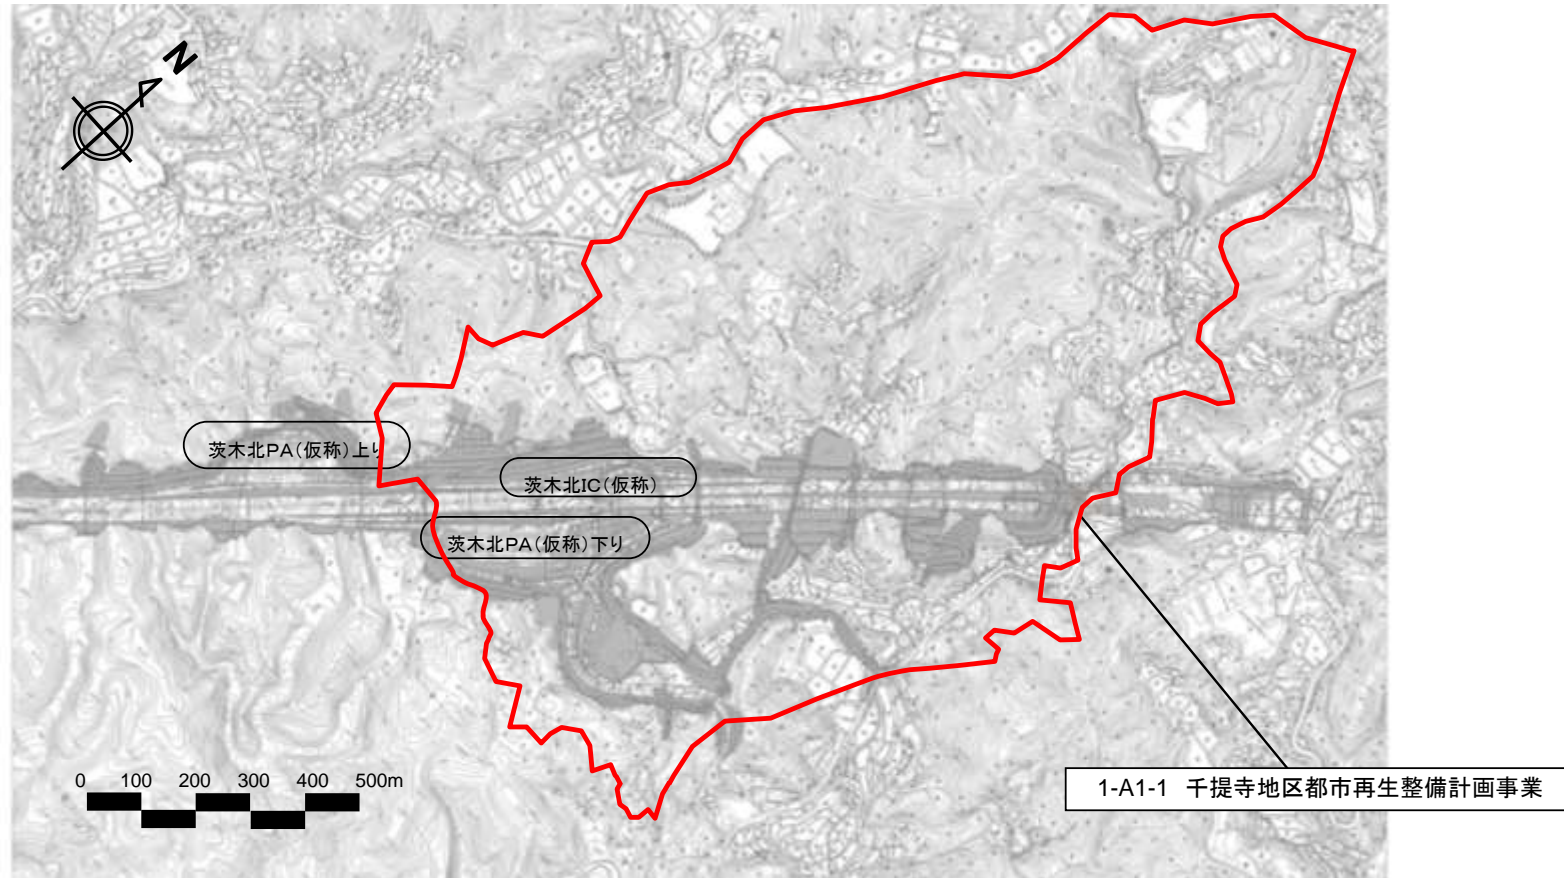 N
茨木北PA(仮称)上り
茨木北IC(仮称)
茨木北PA(仮称)下り
0 100 200 300 400 500m
1-A1-1 千提寺地区都市再生整備計画事業